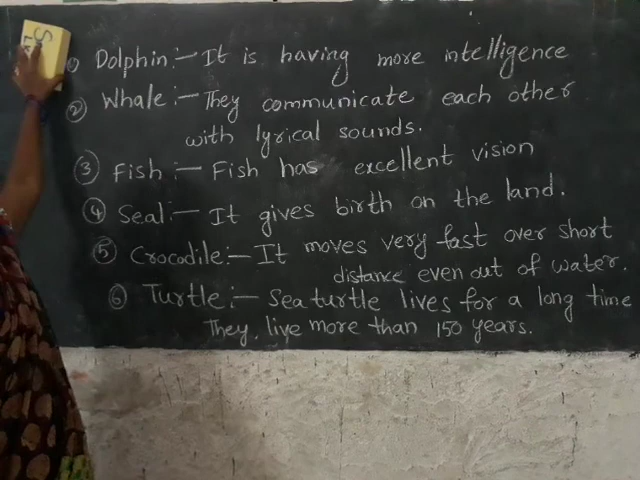 ① Dolphin:– It is having more intelligence
② Whale:– They communicate each other
with lyrical sounds.
③ Fish:– Fish has excellent vision
④ Seal:– It gives birth on the land.
⑤ Crocodile:– It moves very fast over short
distance even out of water.
⑥ Turtle:– Sea turtle lives for a long time
They live more than 150 years.